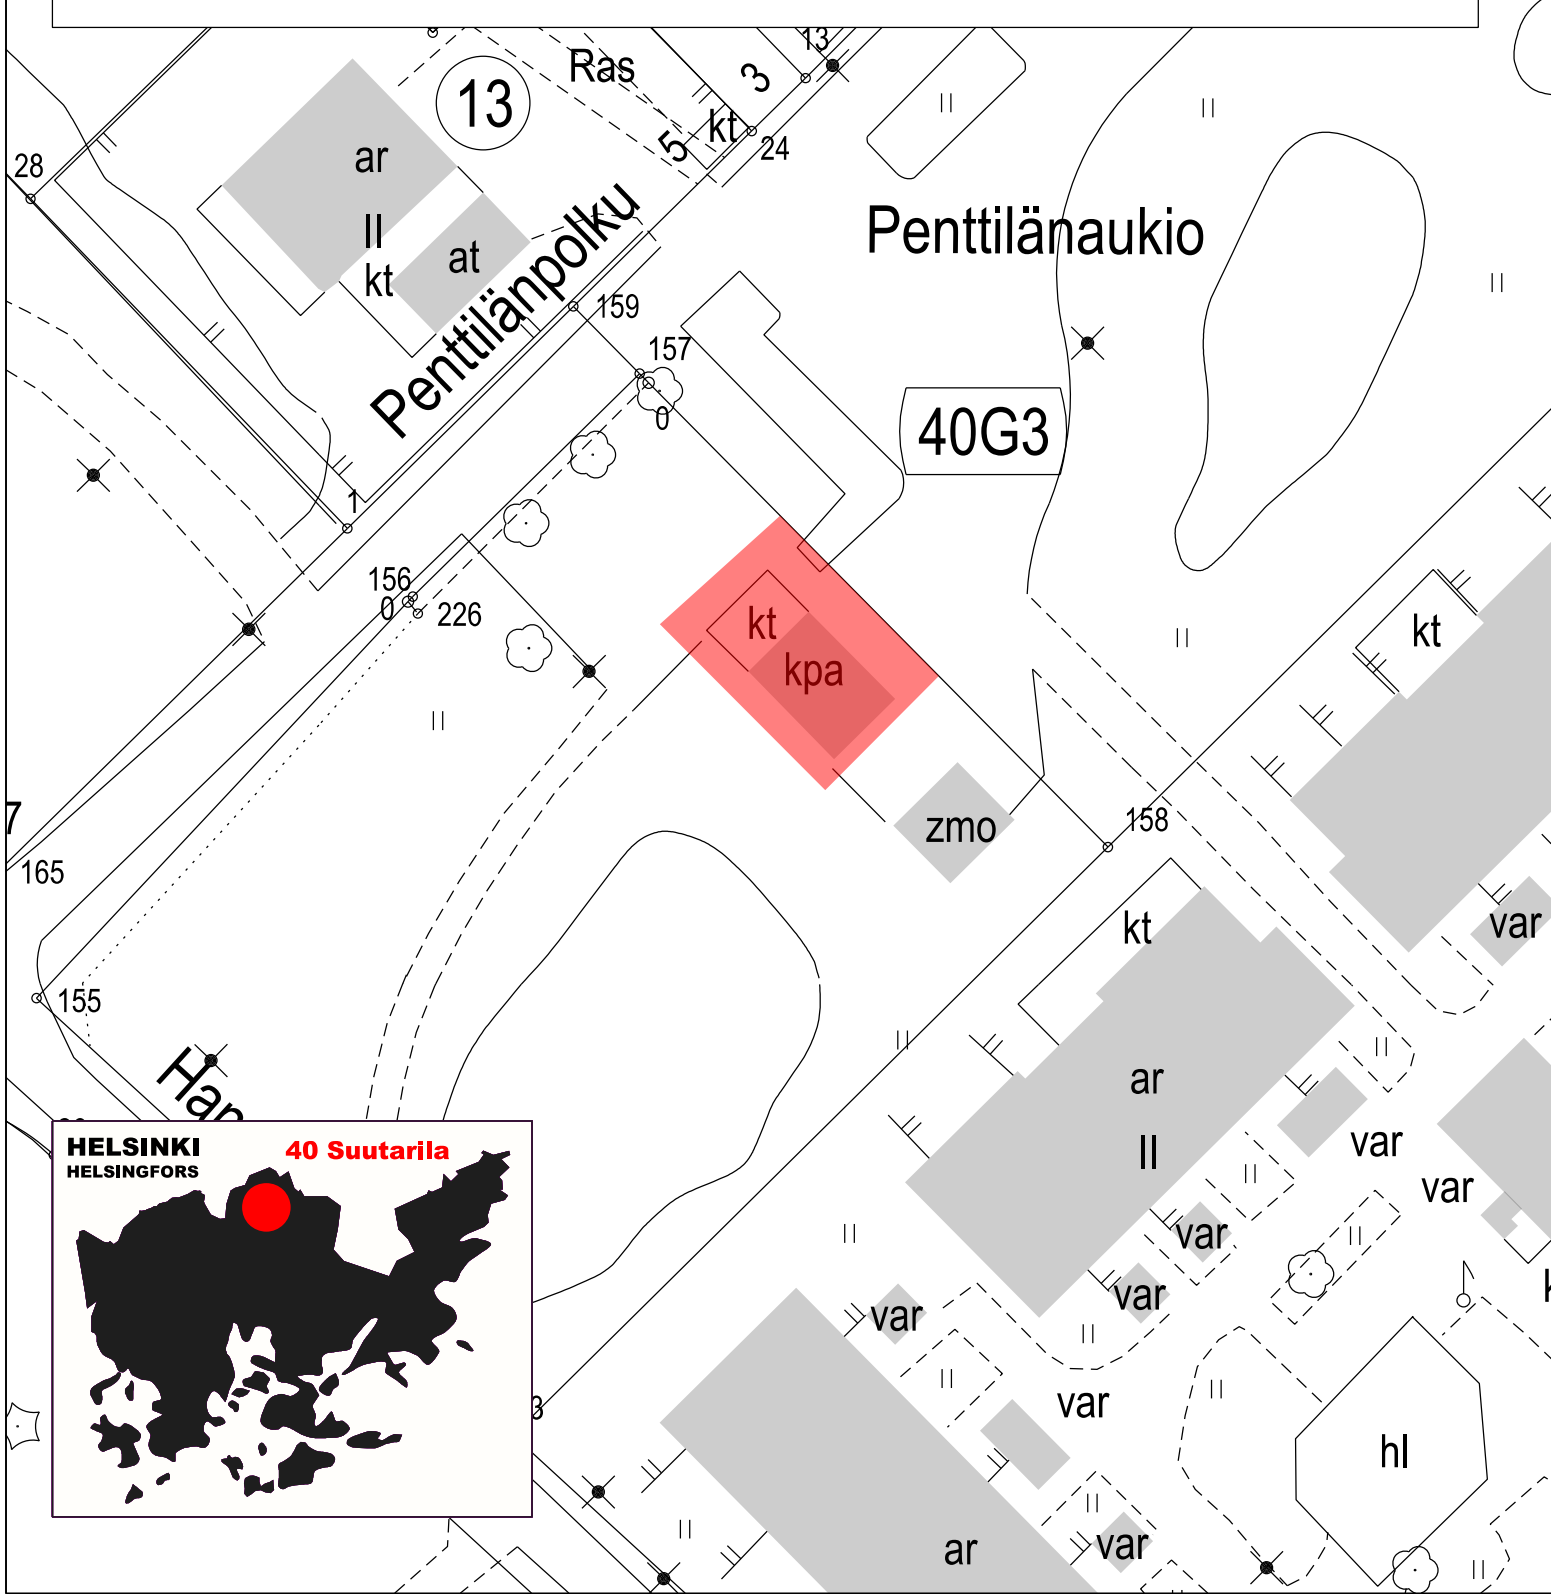 13
Ras
3
13
28
ar
kt
5
24
II
kt
at
Penttilänpolku
Penttilänaukio
159
157
0
40G3
1
156
0
226
kt
kpa
kt
zmo
158
7
165
kt
var
155
ar
II
var
var
var
var
var
var
hl
3
ar
var
HELSINKI
HELSINGFORS
40 Suutarila